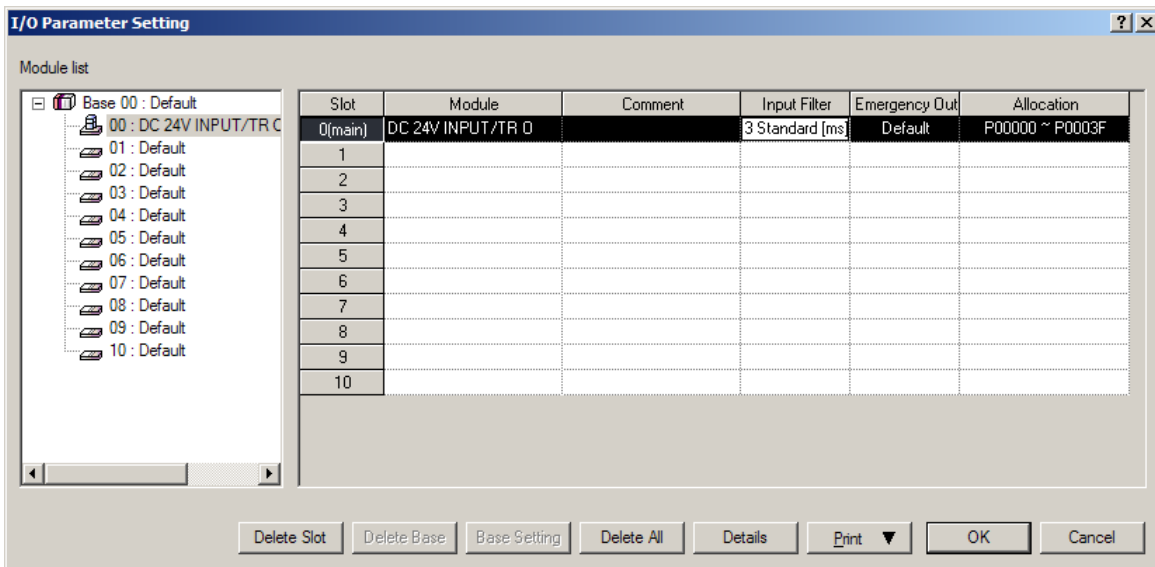 I/O Parameter Setting
Module list
Base 00 : Default
00 : DC 24V INPUT/TR O
01 : Default
02 : Default
03 : Default
04 : Default
05 : Default
06 : Default
07 : Default
08 : Default
09 : Default
10 : Default
Slot Module Comment Input Filter Emergency Out Allocation
0(main) DC 24V INPUT/TR O 3 Standard [ms] Default P00000 ~ P0003F
1
2
3
4
5
6
7
8
9
10
Delete Slot Delete Base Base Setting Delete All Details Print ▼ OK Cancel